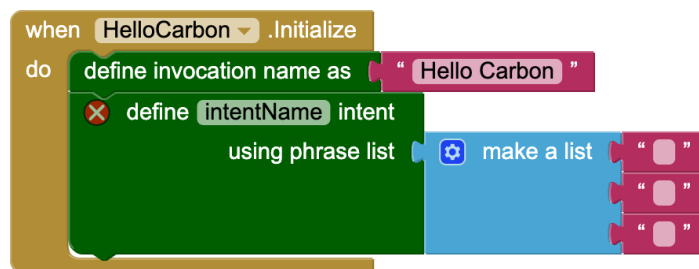 when HelloCarbon .Initialize
do define invocation name as " Hello Carbon "
define intentName intent
using phrase list make a list " "
" "
" "